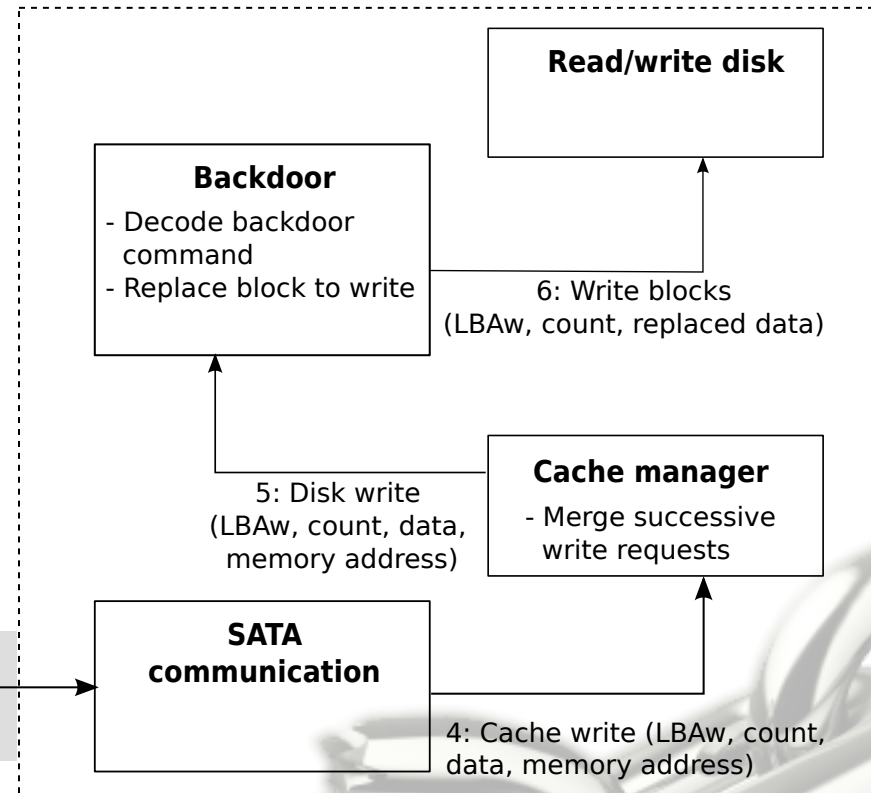 Read/write disk
Backdoor
- Decode backdoor
command
- Replace block to write
6: Write blocks
(LBAw, count, replaced data)
5: Disk write
(LBAw, count, data,
memory address)
Cache manager
- Merge successive
write requests
SATA
communication
4: Cache write (LBAw, count,
data, memory address)